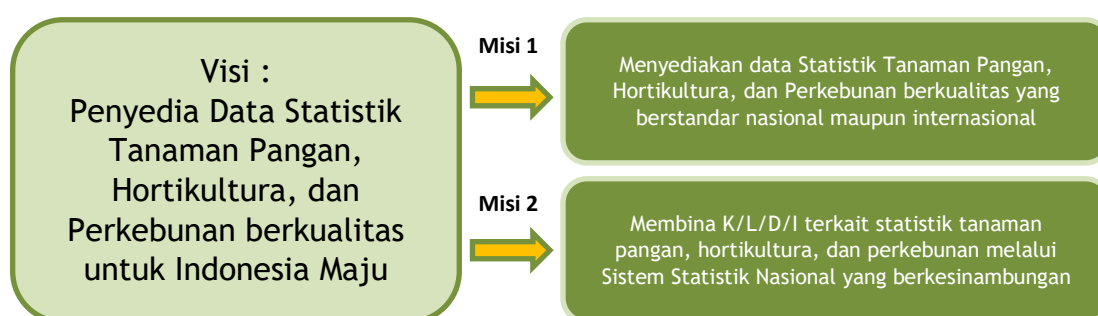 Visi :
Penyedia Data Statistik
Tanaman Pangan,
Hortikultura, dan
Perkebunan berkualitas
untuk Indonesia Maju
Misi 1
Menyediakan data Statistik Tanaman Pangan,
Hortikultura, dan Perkebunan berkualitas yang
berstandar nasional maupun internasional
Misi 2
Membina K/L/D/I terkait statistik tanaman
pangan, hortikultura, dan perkebunan melalui
Sistem Statistik Nasional yang berkesinambungan